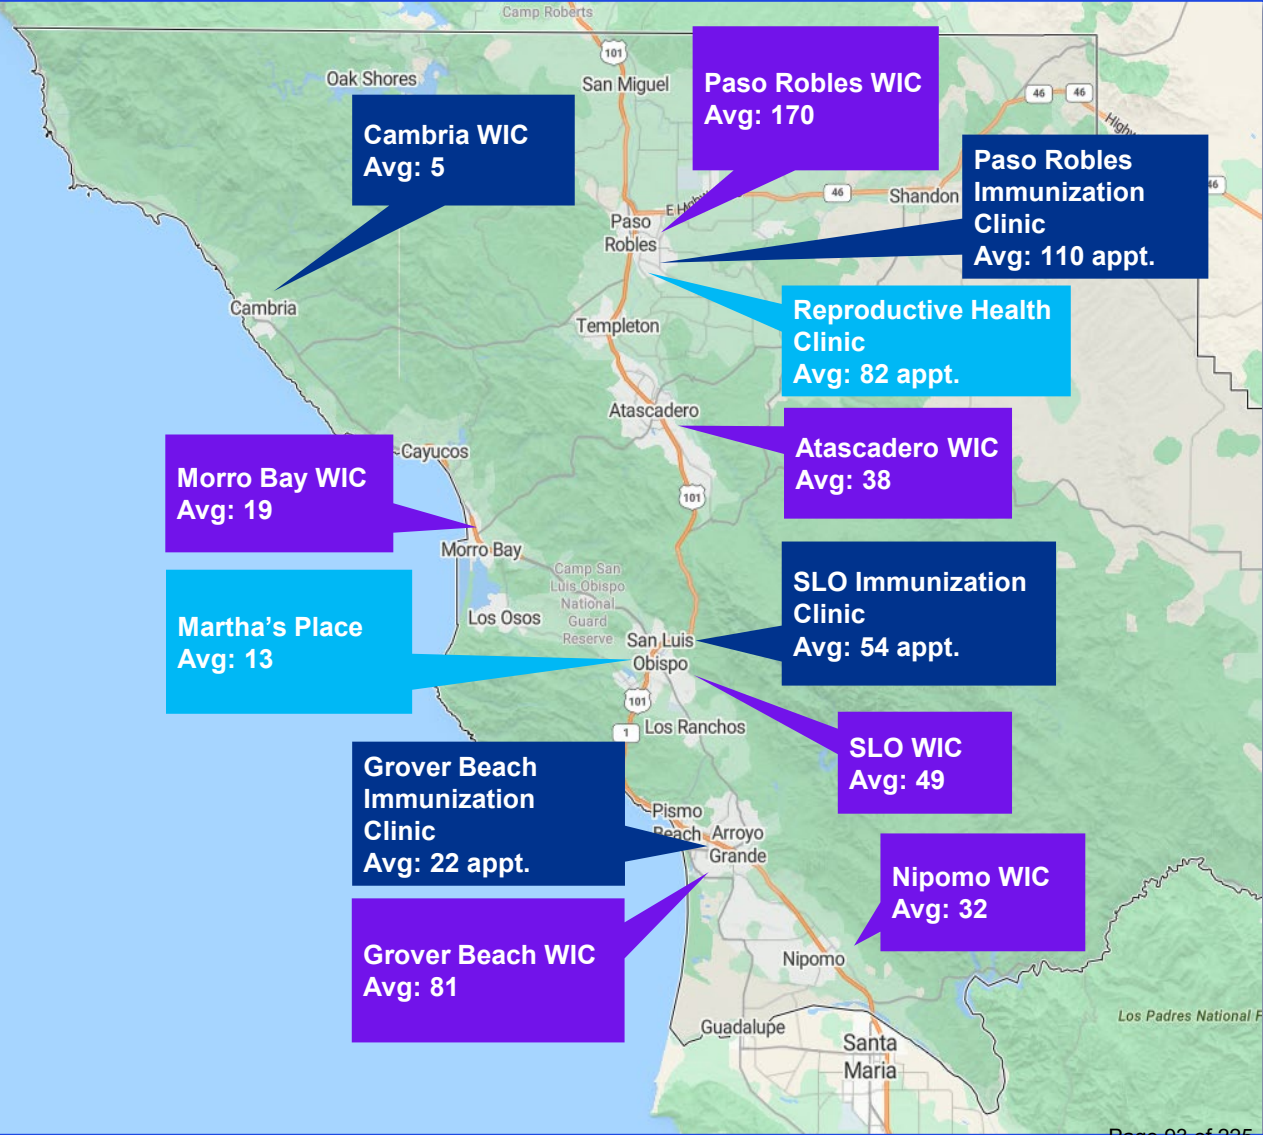 Camp Roberts
101
Oak Shores
San Miguel
Paso Robles WIC
Avg: 170
46
46
Cambria WIC
Avg: 5
Paso Robles
Immunization
Clinic
Avg: 110 appt.
46
46
Shandon
Paso
Robles
Cambria
Reproductive Health
Clinic
Avg: 82 appt.
Templeton
Atascadero
Atascadero WIC
Avg: 38
Cayucos
Morro Bay WIC
Avg: 19
101
Morro Bay
Camp San
Luis Obispo
National
Guard
Reserve
SLO Immunization
Clinic
Avg: 54 appt.
Los Osos
Martha’s Place
Avg: 13
San Luis
Obispo
101
1
Los Ranchos
SLO WIC
Avg: 49
Grover Beach
Immunization
Clinic
Avg: 22 appt.
Pismo
Beach
Arroyo
Grande
Nipomo WIC
Avg: 32
Grover Beach WIC
Avg: 81
Nipomo
Guadalupe
Los Padres National F
Santa
Maria